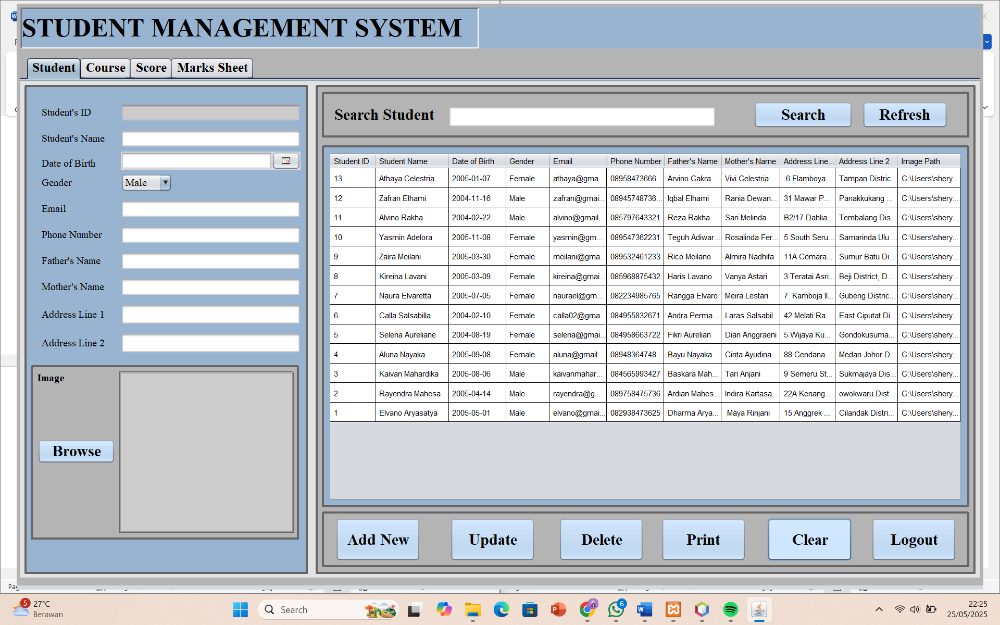 STUDENT MANAGEMENT SYSTEM
Student Course Score Marks Sheet
Student's ID
Student's Name
Date of Birth
Gender Male
Email
Phone Number
Father's Name
Mother's Name
Address Line 1
Address Line 2
Image
Browse
Search Student Search Refresh
Student ID Student Name Date of Birth Gender Email Phone Number Father's Name Mother's Name Address Line... Address Line 2 Image Path
13 Athaya Celestria 2005-01-07 Female athaya@gma... 08958473666 Arvino Cakra Vivi Celestria 6 Flamboya... Tampan Distric... C:\Users\shery...
12 Zafran Elhami 2004-11-16 Male zafran@gmai... 08945748736... Iqbal Elhami Rania Dewan... 31 Mawar P... Panakkukang ... C:\Users\shery...
11 Alvino Rakha 2004-02-22 Male alvino@gmail... 085797643321 Reza Rakha Sari Melinda B2/17 Dahlia... Tembalang Dis... C:\Users\shery...
10 Yasmin Adelora 2005-11-08 Female yasmin@gm... 089547362231 Teguh Adiwar... Rosalinda Fer... 5 South Seru... Samarinda Ulu ... C:\Users\shery...
9 Zaira Meilani 2005-03-30 Female meilani@gma... 089532461233 Rico Meilano Almira Nadhifa 11A Cemara... Sumur Batu Di... C:\Users\shery...
8 Kireina Lavani 2005-03-09 Female kireina@gmai... 085968875432 Haris Lavano Vanya Astari 3 Teratai Asri... Beji District, D... C:\Users\shery...
7 Naura Elvaretta 2005-07-05 Female naurael@gm... 082234985765 Rangga Elvaro Meira Lestari 7 Kamboja II... Gubeng Distric... C:\Users\shery...
6 Calla Salsabilla 2004-02-10 Female calla02@gma... 084955832671 Andra Perma... Laras Salsabil... 42 Melati Ra... East Ciputat Di... C:\Users\shery...
5 Selena Aureliane 2004-08-19 Female selena@gmai... 084958663722 Fikri Aurelian Dian Anggraeni 5 Wijaya Ku... Gondokusuma... C:\Users\shery...
4 Aluna Nayaka 2005-09-08 Female aluna@gmail.... 08948364748... Bayu Nayaka Cinta Ayudina 88 Cendana ... Medan Johor D... C:\Users\shery...
3 Kaivan Mahardika 2005-08-06 Male kaivanmahar... 084565993427 Baskara Mah... Tari Anjani 9 Semeru St... Sukmajaya Dis... C:\Users\shery...
2 Rayendra Mahesa 2005-04-14 Male rayendra@g... 089758475736 Ardian Mahes... Indira Kartasa... 22A Kenang... owokwaru Dist... C:\Users\shery...
1 Elvano Aryasatya 2005-05-01 Male elvano@gmai... 082938473625 Dharma Arya... Maya Rinjani 15 Anggrek ... Cilandak Distri... C:\Users\shery...
Add New Update Delete Print Clear Logout
5 27°C
Berawan
Search
6
22:25
25/05/2025